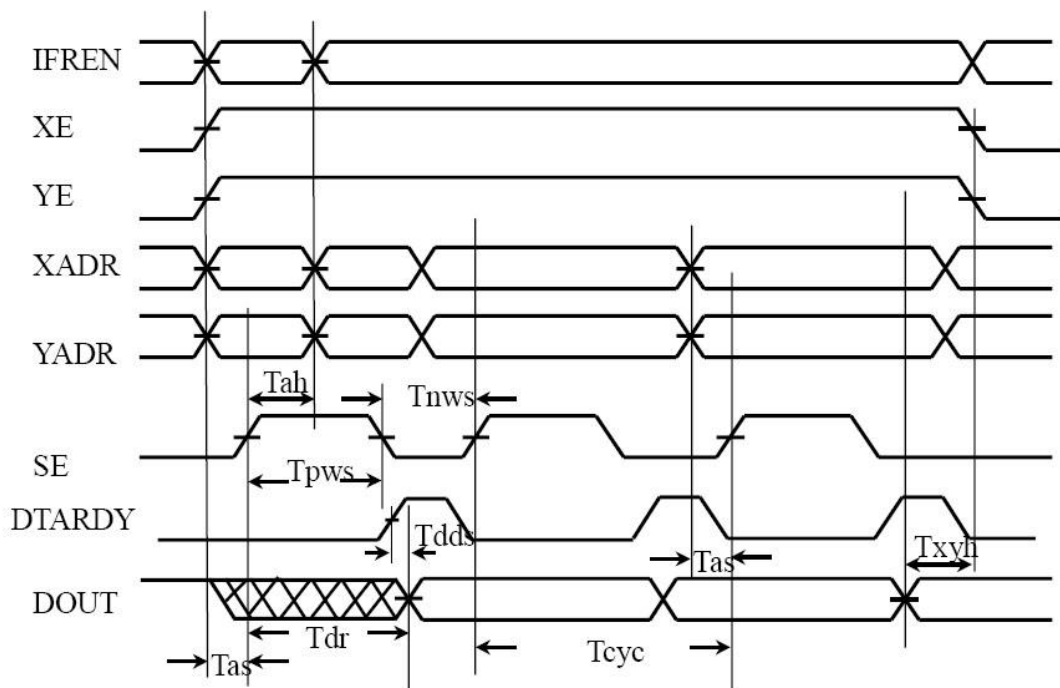 IFREN
XE
YE
XADR
YADR
Tah
Tnws
SE
Tpws
DTARDY
Tdds
Tas
Txyh
DOUT
Tdr
Tas
Tcyc